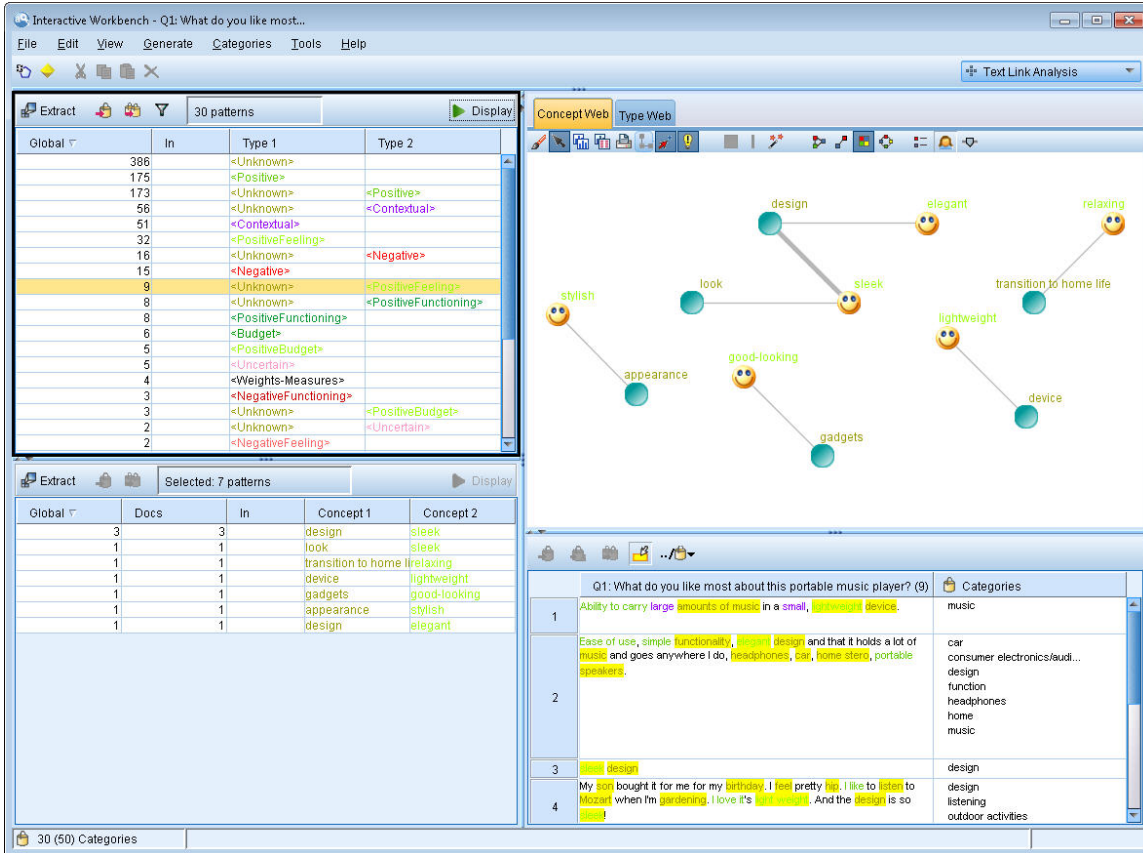 Interactive Workbench - Q1: What do you like most...
File Edit View Generate Categories Tools Help
Text Link Analysis
Extract 30 patterns Display
Global In Type 1 Type 2
386 <Unknown>
175 <Positive>
173 <Unknown> <Positive>
56 <Unknown> <Contextual>
51 <Contextual>
32 <PositiveFeeling>
16 <Unknown> <Negative>
15 <Negative>
9 <Unknown> <PositiveFeeling>
8 <Unknown> <PositiveFunctioning>
8 <PositiveFunctioning>
6 <Budget>
5 <PositiveBudget>
5 <Uncertain>
4 <Weights-Measures>
3 <NegativeFunctioning>
3 <Unknown> <PositiveBudget>
2 <Unknown> <Uncertain>
2 <NegativeFeeling>
Extract Selected: 7 patterns Display
Global Docs In Concept 1 Concept 2
3 3 design sleek
1 1 look sleek
1 1 transition to home li relaxing
1 1 device lightweight
1 1 gadgets good-looking
1 1 appearance stylish
1 1 design elegant
Concept Web Type Web
design elegant relaxing
look sleek transition to home life
stylish lightweight
good-looking
appearance
device
gadgets
../
Q1: What do you like most about this portable music player? (9) Categories
1 Ability to carry large amounts of music in a small, lightweight device. music
2 Ease of use, simple functionality, elegant design and that it holds a lot of
music and goes anywhere I do, headphones, car, home stero, portable
speakers.
car
consumer electronics/audi...
design
function
headphones
home
music
3 sleek design design
4 My son bought it for me for my birthday. I feel pretty hip. I like to listen to
Mozart when I'm gardening. I love it's light weight. And the design is so
sleek!
design
listening
outdoor activities
30 (50) Categories